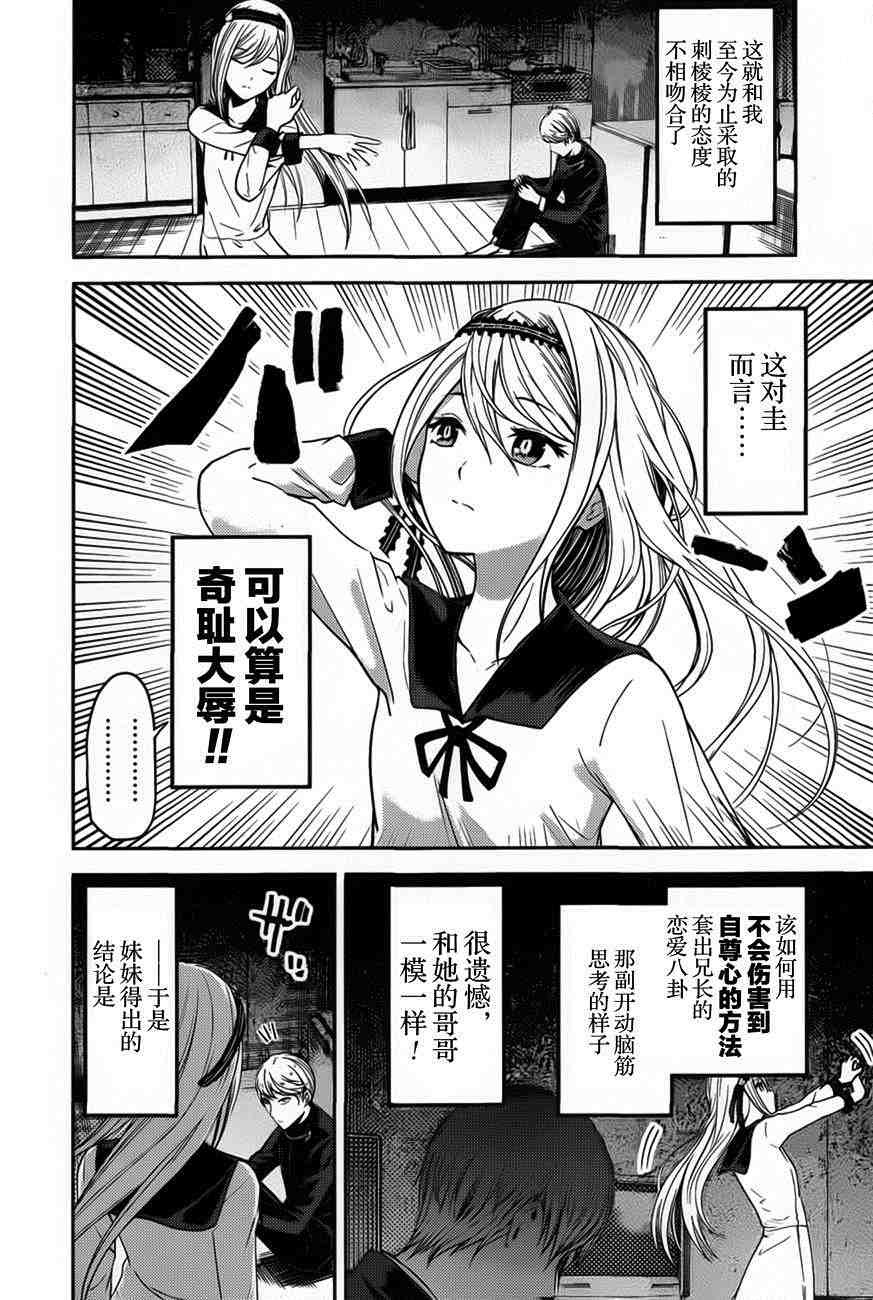 这就和我
至今为止采取的
刺棱棱的态度
不相吻合了
这对圭
而言……
可以算是
奇耻大辱!!
…………
该如何用
不会伤害到
自尊心的方法
套出兄长的
恋爱八卦
那副开动脑筋
思考的样子
很遗憾，
和她的哥哥
一模一样！
——于是
妹妹得出的
结论是